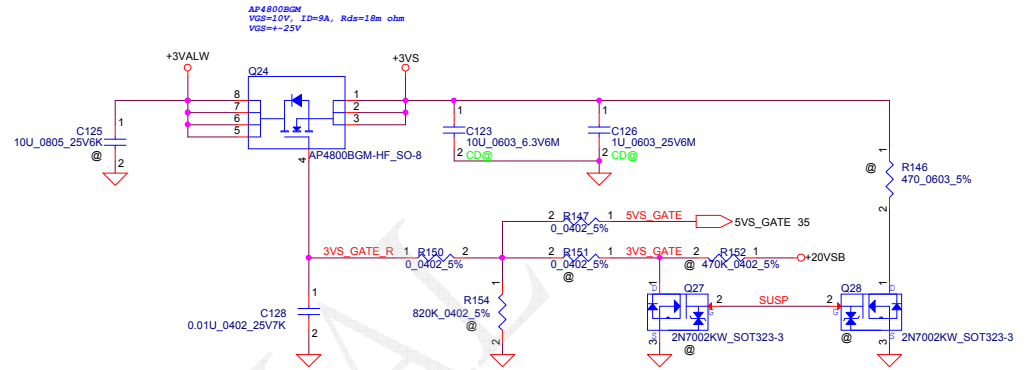 AP4800BGM
VGS=10V, ID=9A, Rds=18m ohm
VGS=+-25V
+3VALW
+3VS
Q24
8
7
6
5
1
2
3
4
AP4800BGM-HF_SO-8
1
C125
10U_0805_25V6K
@
2
1
C123
10U_0603_6.3V6M
2
CD@
1
C126
1U_0603_25V6M
2
CD@
1
@
R146
470_0603_5%
2
2
R147
1
5VS_GATE
5VS_GATE 35
0_0402_5%
3VS_GATE_R
1
R150
2
0_0402_5%
2
R151
1
3VS_GATE
@
2
R152
1
+20VSB
0_0402_5%
@
470K_0402_5%
1
C128
0.01U_0402_25V7K
2
1
R154
820K_0402_5%
@
2
1
D
Q27
2
G
SUSP
S
3
2N7002KW_SOT323-3
@
Q28
1
D
2
G
S
3
2N7002KW_SOT323-3
@
AL